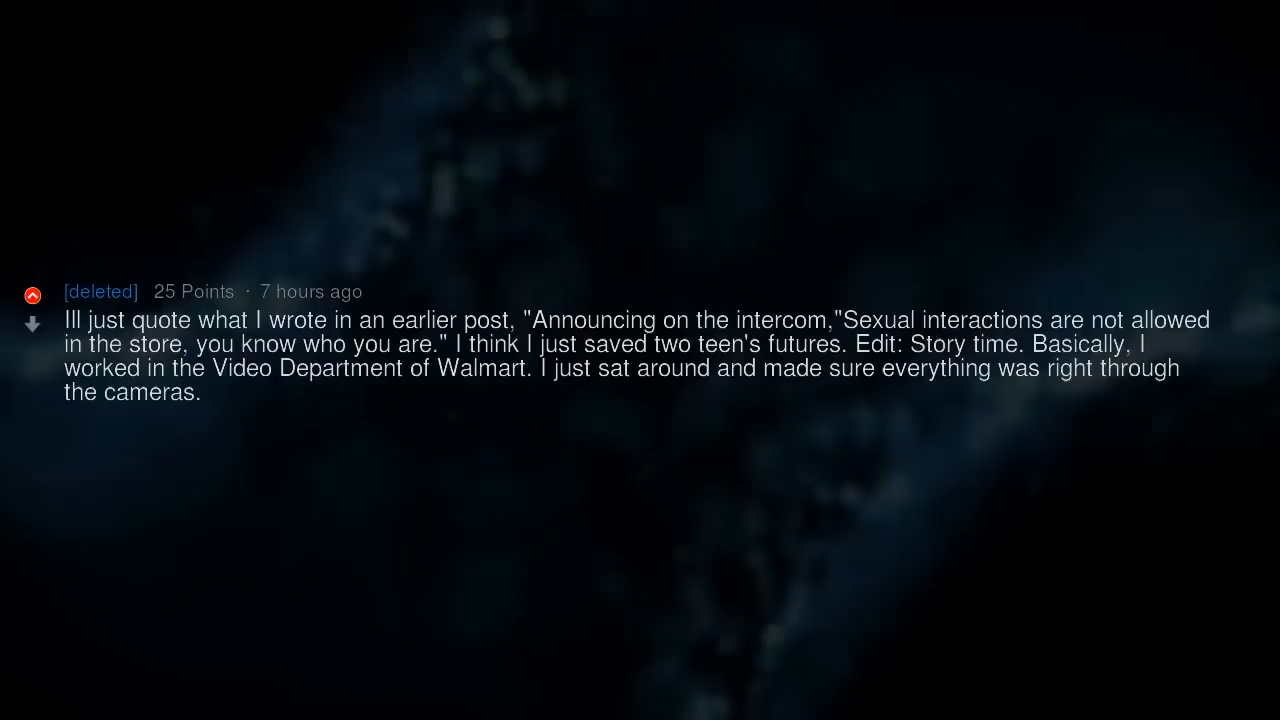 [deleted] 25 Points · 7 hours ago
Ill just quote what I wrote in an earlier post, "Announcing on the intercom,"Sexual interactions are not allowed
in the store, you know who you are." I think I just saved two teen's futures. Edit: Story time. Basically, I
worked in the Video Department of Walmart. I just sat around and made sure everything was right through
the cameras.